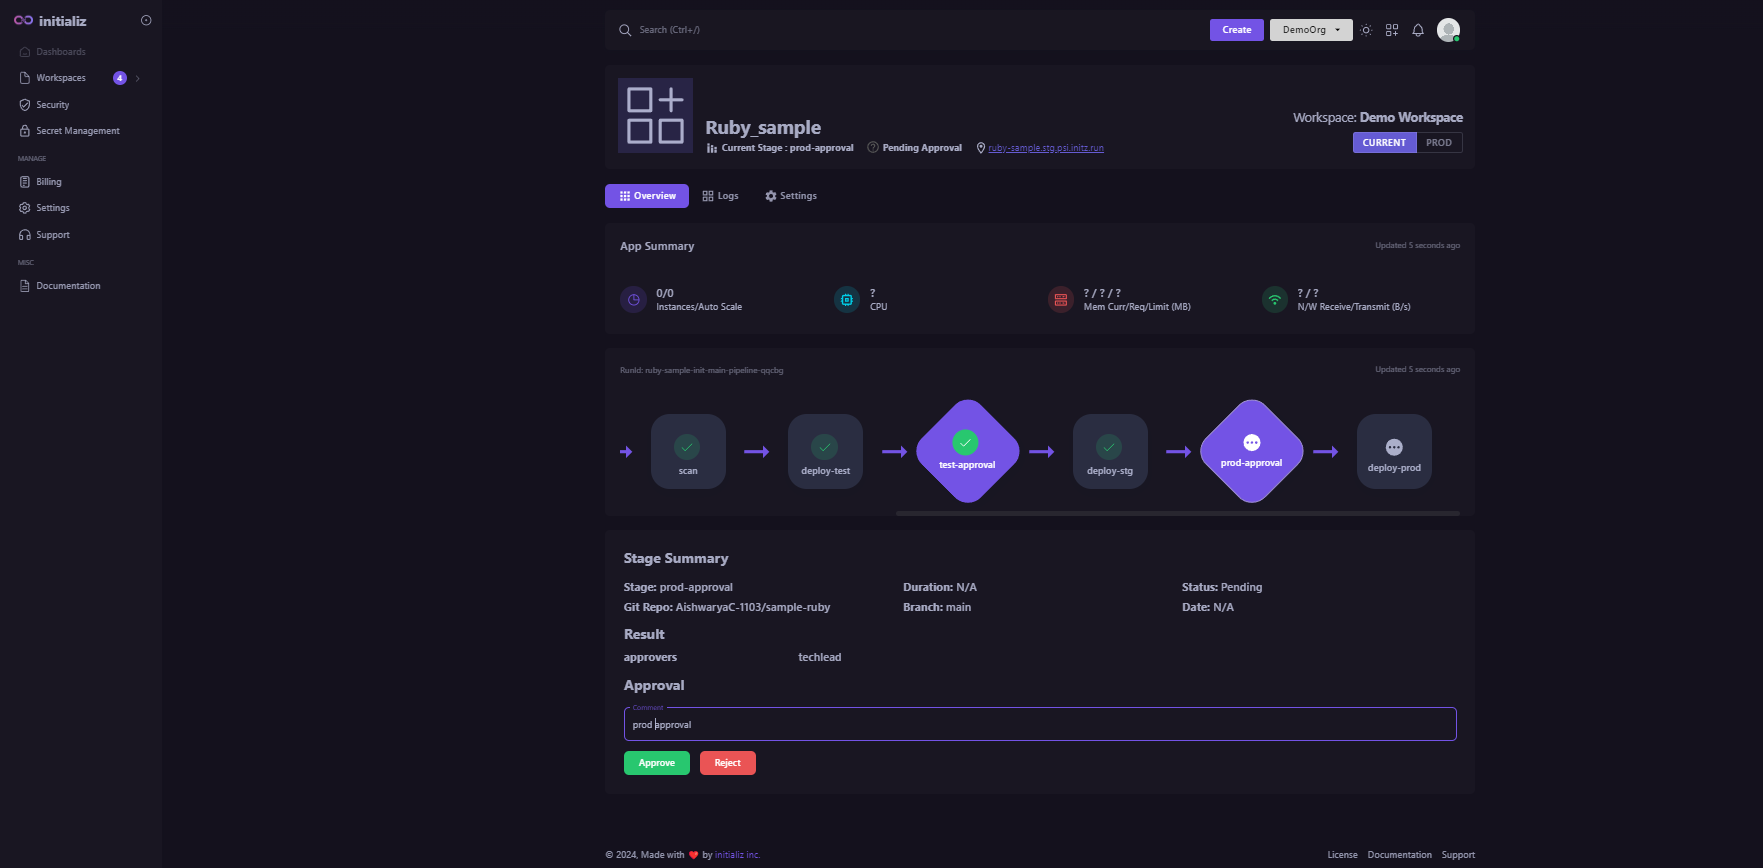 initializ
Dashboards
Workspaces 4
Security
Secret Management
MANAGE
Billing
Settings
Support
MISC
Documentation
Search (Ctrl+/)
Create
DemoOrg
Ruby_sample
Current Stage : prod-approval
Pending Approval
ruby-sample.stg.psi.initz.run
Workspace: Demo Workspace
CURRENT
PROD
Overview
Logs
Settings
App Summary
Updated 5 seconds ago
0/0
Instances/Auto Scale
?
CPU
? / ? / ?
Mem Curr/Req/Limit (MB)
? / ?
N/W Receive/Transmit (B/s)
RunId: ruby-sample-init-main-pipeline-qqcbg
Updated 5 seconds ago
scan
deploy-test
test-approval
deploy-stg
prod-approval
deploy-prod
Stage Summary
Stage: prod-approval
Duration: N/A
Status: Pending
Git Repo: AishwaryaC-1103/sample-ruby
Branch: main
Date: N/A
Result
approvers
techlead
Approval
Comment
prod approval
Approve
Reject
© 2024, Made with ❤️ by initializ inc.
License
Documentation
Support